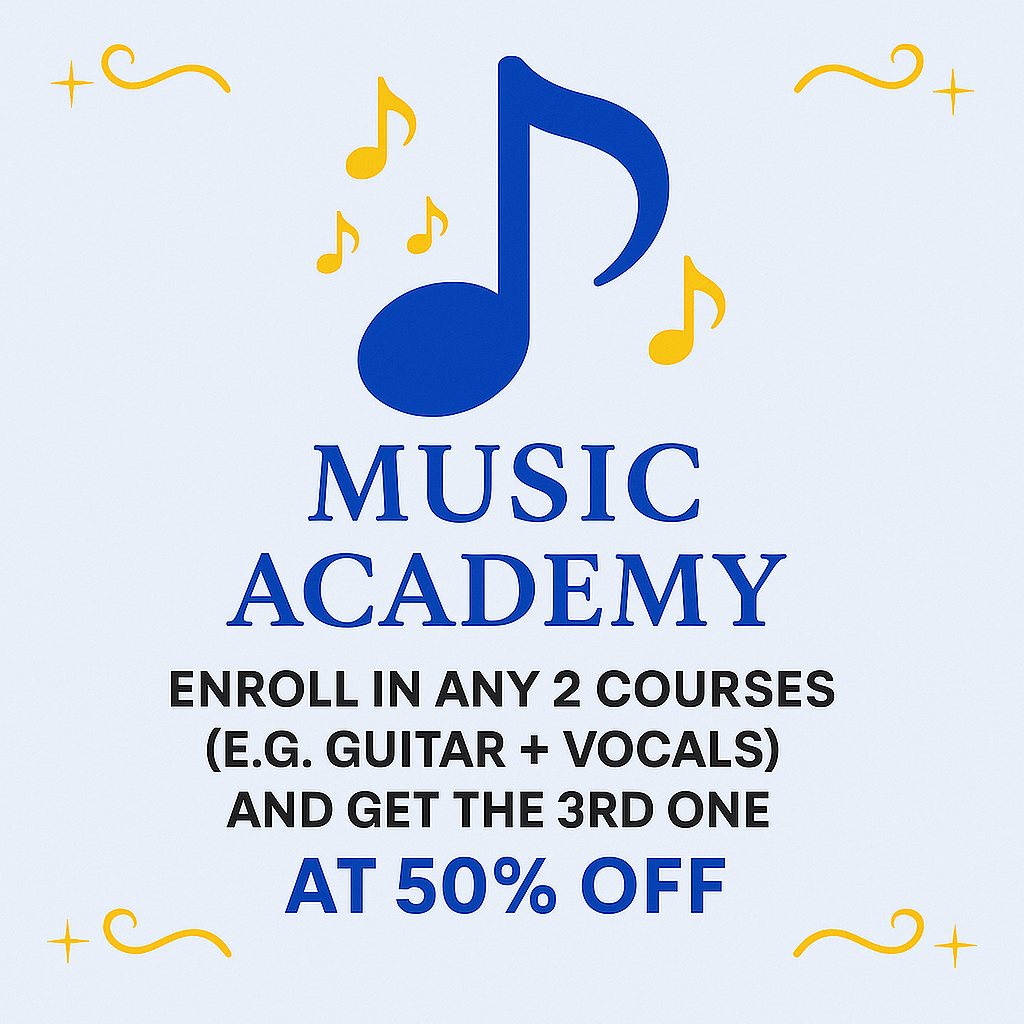 MUSIC
ACADEMY
ENROLL IN ANY 2 COURSES
(E.G. GUITAR + VOCALS)
AND GET THE 3RD ONE
AT 50% OFF